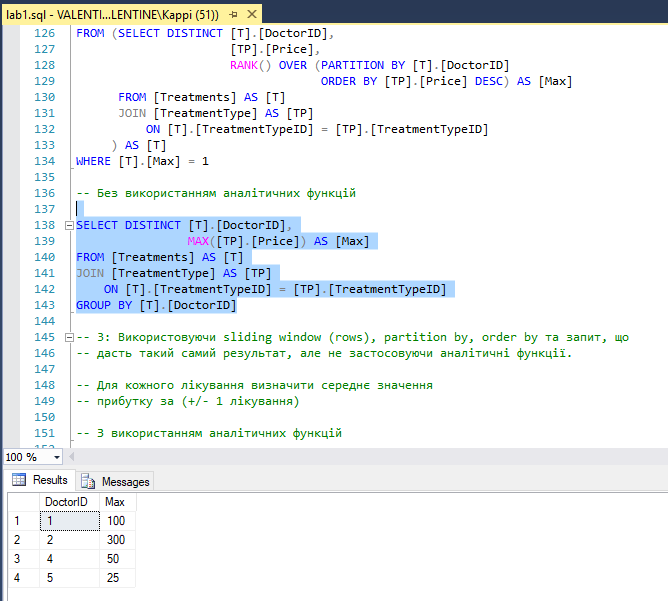 lab1.sql - VALENTI...LENTINE\Kappi (51))
126 FROM (SELECT DISTINCT [T].[DoctorID],
127 [TP].[Price],
128 RANK() OVER (PARTITION BY [T].[DoctorID]
129 ORDER BY [TP].[Price] DESC) AS [Max]
130 FROM [Treatments] AS [T]
131 JOIN [TreatmentType] AS [TP]
132 ON [T].[TreatmentTypeID] = [TP].[TreatmentTypeID]
133 ) AS [T]
134 WHERE [T].[Max] = 1
135
136 -- Без використанням аналітичних функцій
137
138 SELECT DISTINCT [T].[DoctorID],
139 MAX([TP].[Price]) AS [Max]
140 FROM [Treatments] AS [T]
141 JOIN [TreatmentType] AS [TP]
142 ON [T].[TreatmentTypeID] = [TP].[TreatmentTypeID]
143 GROUP BY [T].[DoctorID]
144
145 -- 3: Використовуючи sliding window (rows), partition by, order by та запит, що
146 -- дасть такий самий результат, але не застосовуючи аналітичні функції.
147
148 -- Для кожного лікування визначити середнє значення
149 -- прибутку за (+/- 1 лікування)
150
151 -- З використанням аналітичних функцій
100 %
Results Messages
DoctorID Max
1 1 100
2 2 300
3 4 50
4 5 25